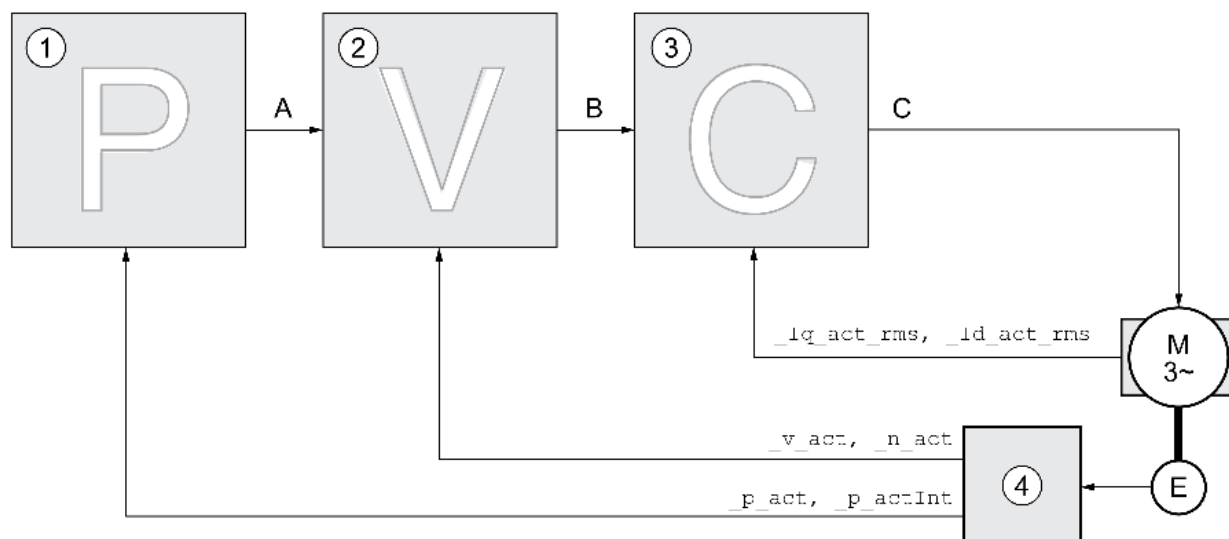 1
2
3
P
V
C
A
B
C
_Iq_act_rms, _Id_act_rms
M
3~
_v_act, _n_act
4
E
_p_act, _p_actInt